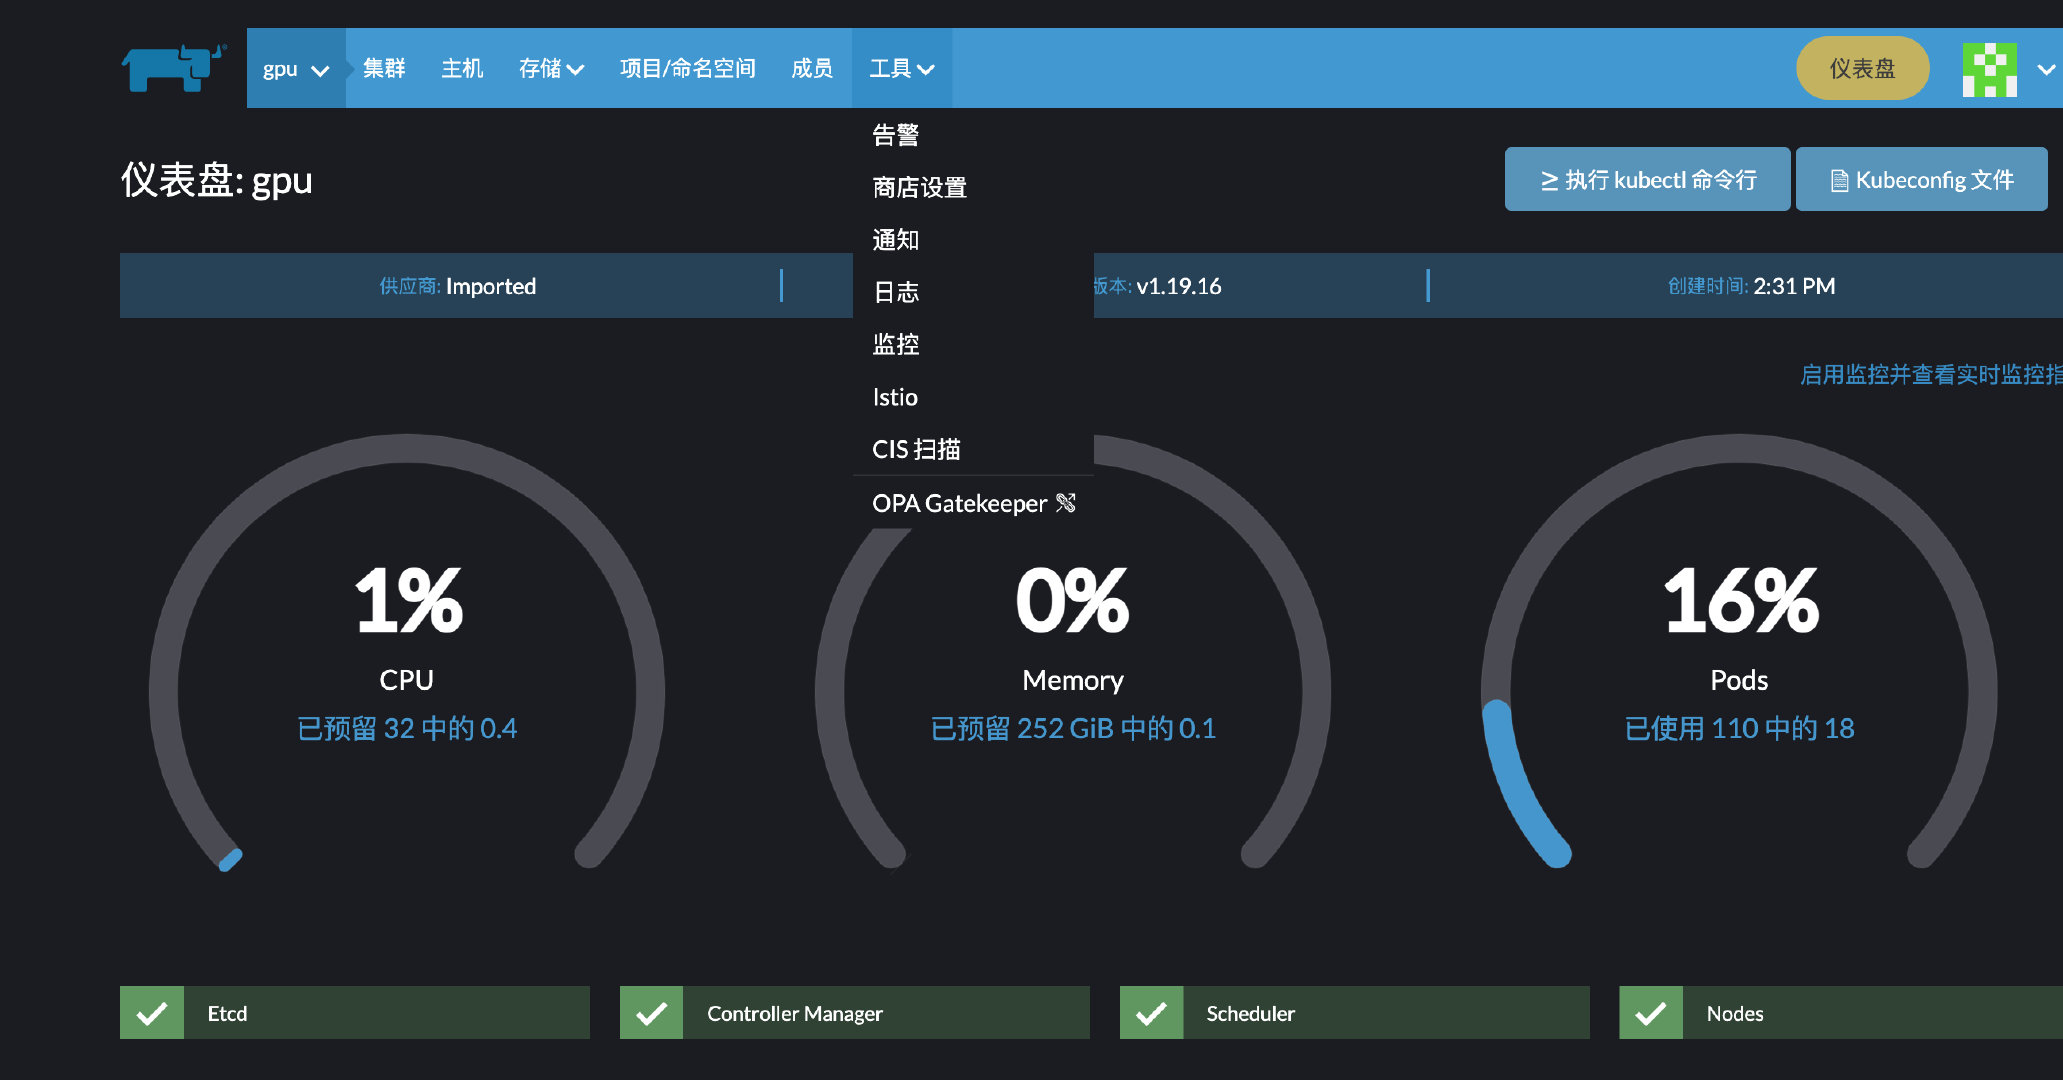 gpu
集群
主机
存储
项目/命名空间
成员
工具
仪表盘
告警
商店设置
通知
日志
监控
Istio
CIS 扫描
OPA Gatekeeper
仪表盘: gpu
执行 kubectl 命令行
Kubeconfig 文件
供应商: Imported
版本: v1.19.16
创建时间: 2:31 PM
启用监控并查看实时监控指
1%
CPU
已预留 32 中的 0.4
0%
Memory
已预留 252 GiB 中的 0.1
16%
Pods
已使用 110 中的 18
Etcd
Controller Manager
Scheduler
Nodes